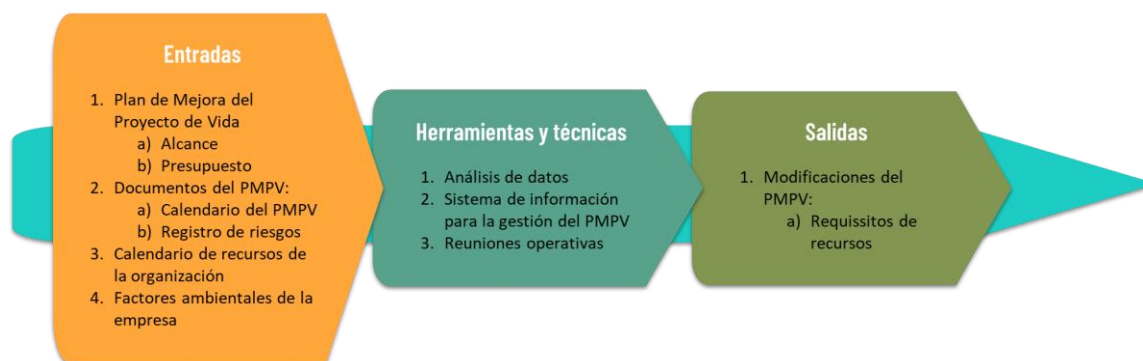 Entradas
1. Plan de Mejora del
Proyecto de Vida
a) Alcance
b) Presupuesto
2. Documentos del PMPV:
a) Calendario del PMPV
b) Registro de riesgos
3. Calendario de recursos de
la organización
4. Factores ambientales de la
empresa
Herramientas y técnicas
1. Análisis de datos
2. Sistema de información
para la gestión del PMPV
3. Reuniones operativas
Salidas
1. Modificaciones del
PMPV:
a) Requissitos de
recursos